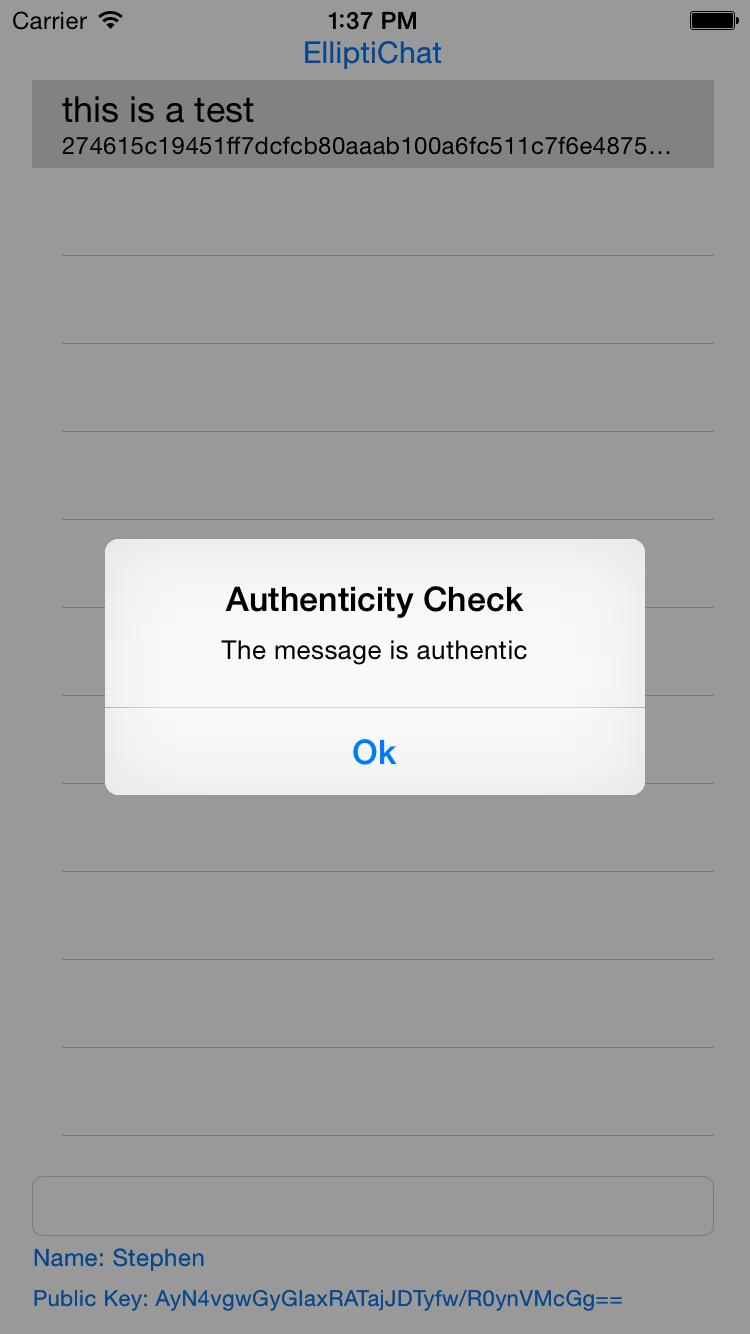 Carrier 1:37 PM
ElliptiChat
this is a test
274615c19451ff7dcfcb80aaab100a6fc511c7f6e4875...
Authenticity Check
The message is authentic
Ok
Name: Stephen
Public Key: AyN4vgwGyGlaxRATajJDTyfw/R0ynVMcGg==